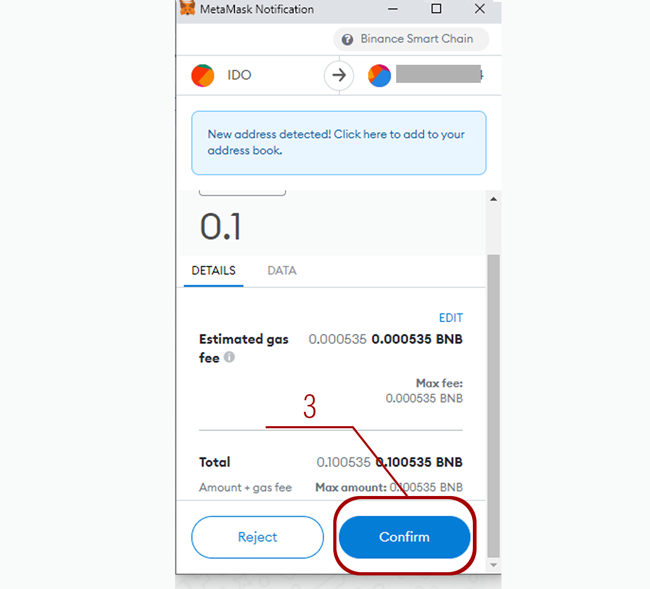 MetaMask Notification
Binance Smart Chain
IDO
New address detected! Click here to add to your
address book.
0.1
DETAILS DATA
EDIT
Estimated gas 0.000535 0.000535 BNB
fee
Max fee:
0.000535 BNB
3
Total 0.100535 0.100535 BNB
Amount + gas fee Max amount: 0.100535 BNB
Reject Confirm